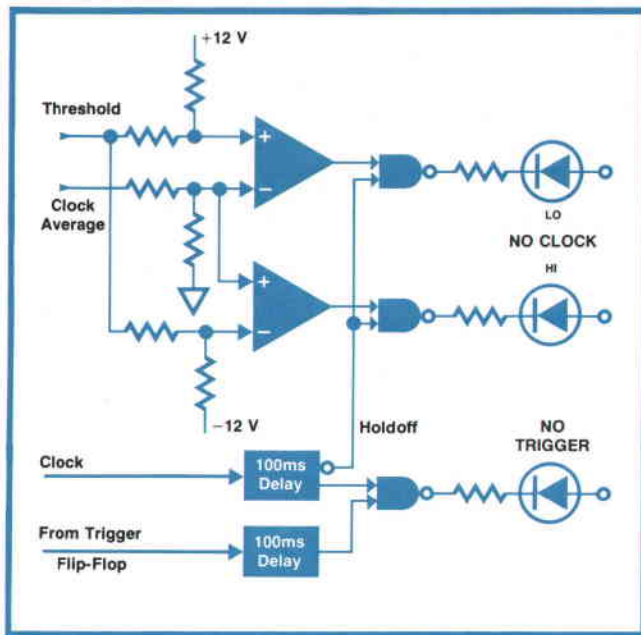 +12 V
Threshold
+
−
Clock
Average
LO
NO CLOCK
HI
+
−
−12 V
Holdoff
NO
TRIGGER
Clock
100ms
Delay
From Trigger
Flip-Flop
100ms
Delay